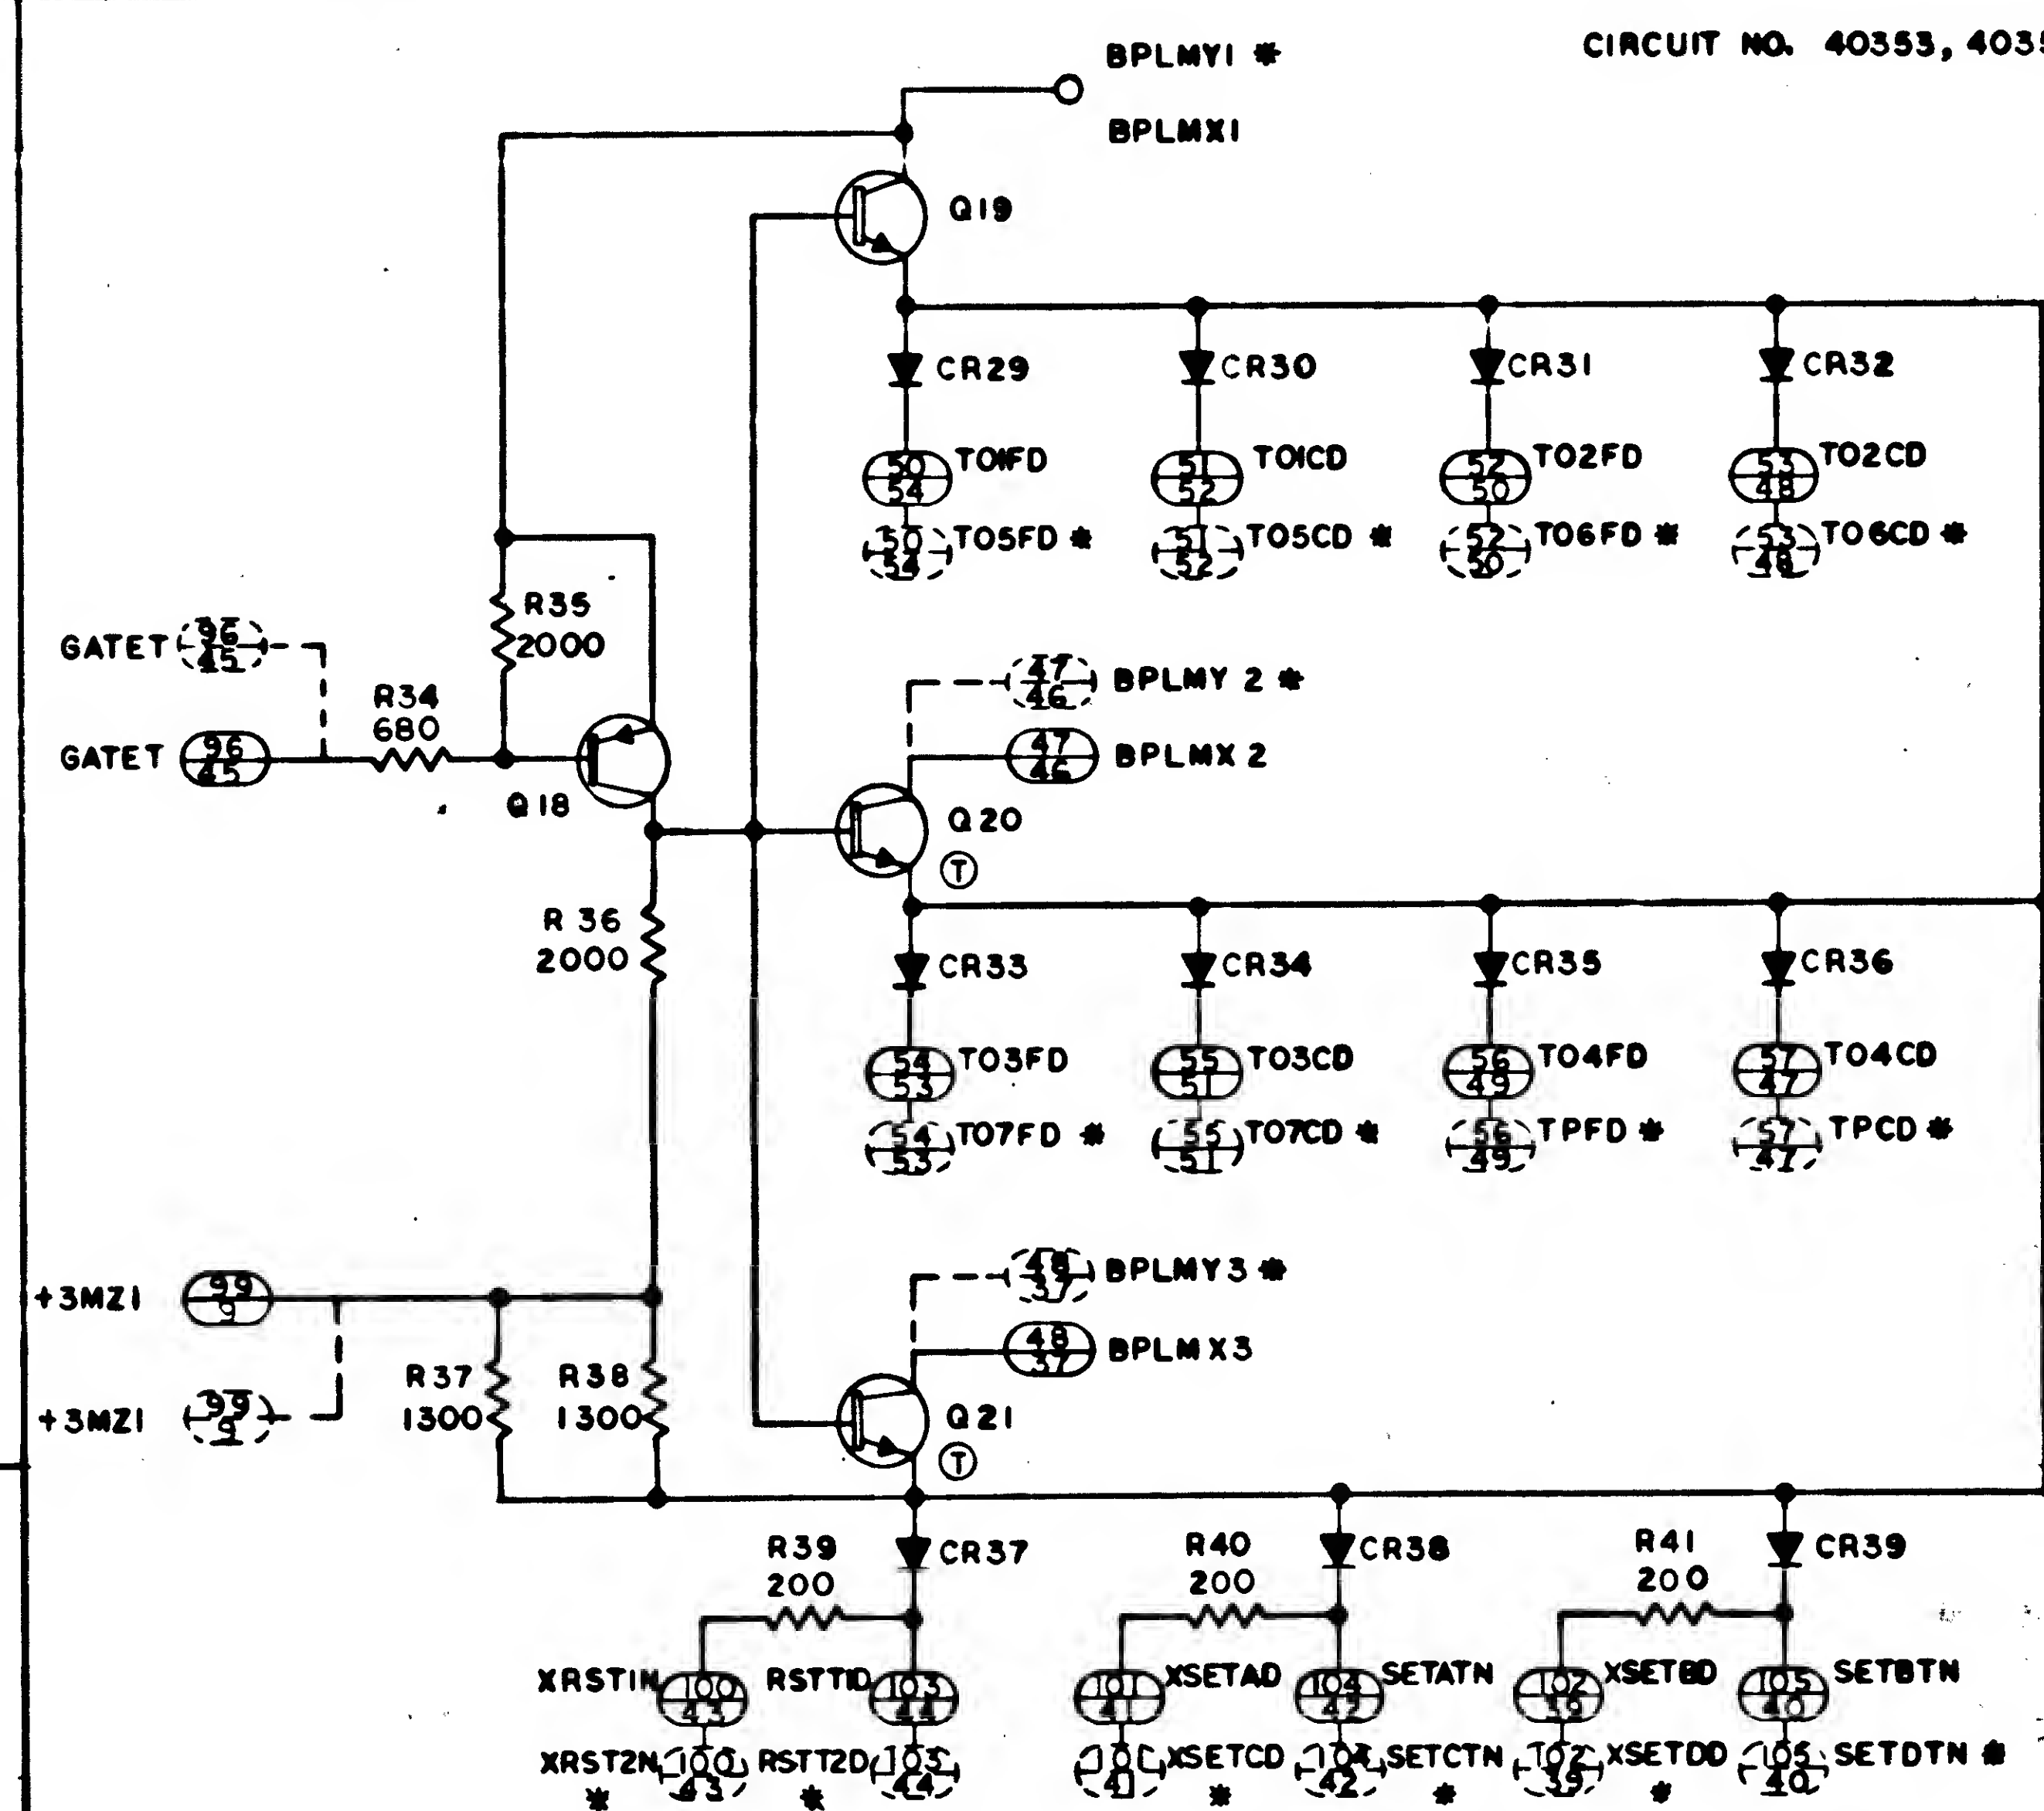 BPLMY1 *
CIRCUIT NO. 40353, 4035
BPLMX1
Q19
CR29 CR30 CR31 CR32
50 54 T01FD 51 52 T01CD 52 50 T02FD 53 48 T02CD
50 54 T05FD * 51 52 T05CD * 52 50 T06FD * 53 48 T06CD *
R35
2000
GATET 96 45
R34
680
GATET 96 45
Q18
47 46 BPLMY 2 *
47 46 BPLMX 2
Q20
T
R 36
2000
CR33 CR34 CR35 CR36
54 53 T03FD 55 51 T03CD 56 49 T04FD 57 47 T04CD
54 53 T07FD * 55 51 T07CD * 56 49 TPFD * 57 47 TPCD *
48 37 BPLMY3 *
+3MZ1 99 9
48 37 BPLMX3
R37
1300
R38
1300
+3MZ1 99 9
Q21
T
R39
200
CR37
R40
200
CR38
R41
200
CR39
XRST1N 100 43 RSTT1D 103 44 101 41 XSETAD 104 42 SETATN 102 39 XSETBD 105 40 SETBTN
XRST2N * 100 43 RSTT2D * 103 44 101 41 XSETCD * 104 42 SETCTN * 102 39 XSETDD * 105 40 SETDTN *